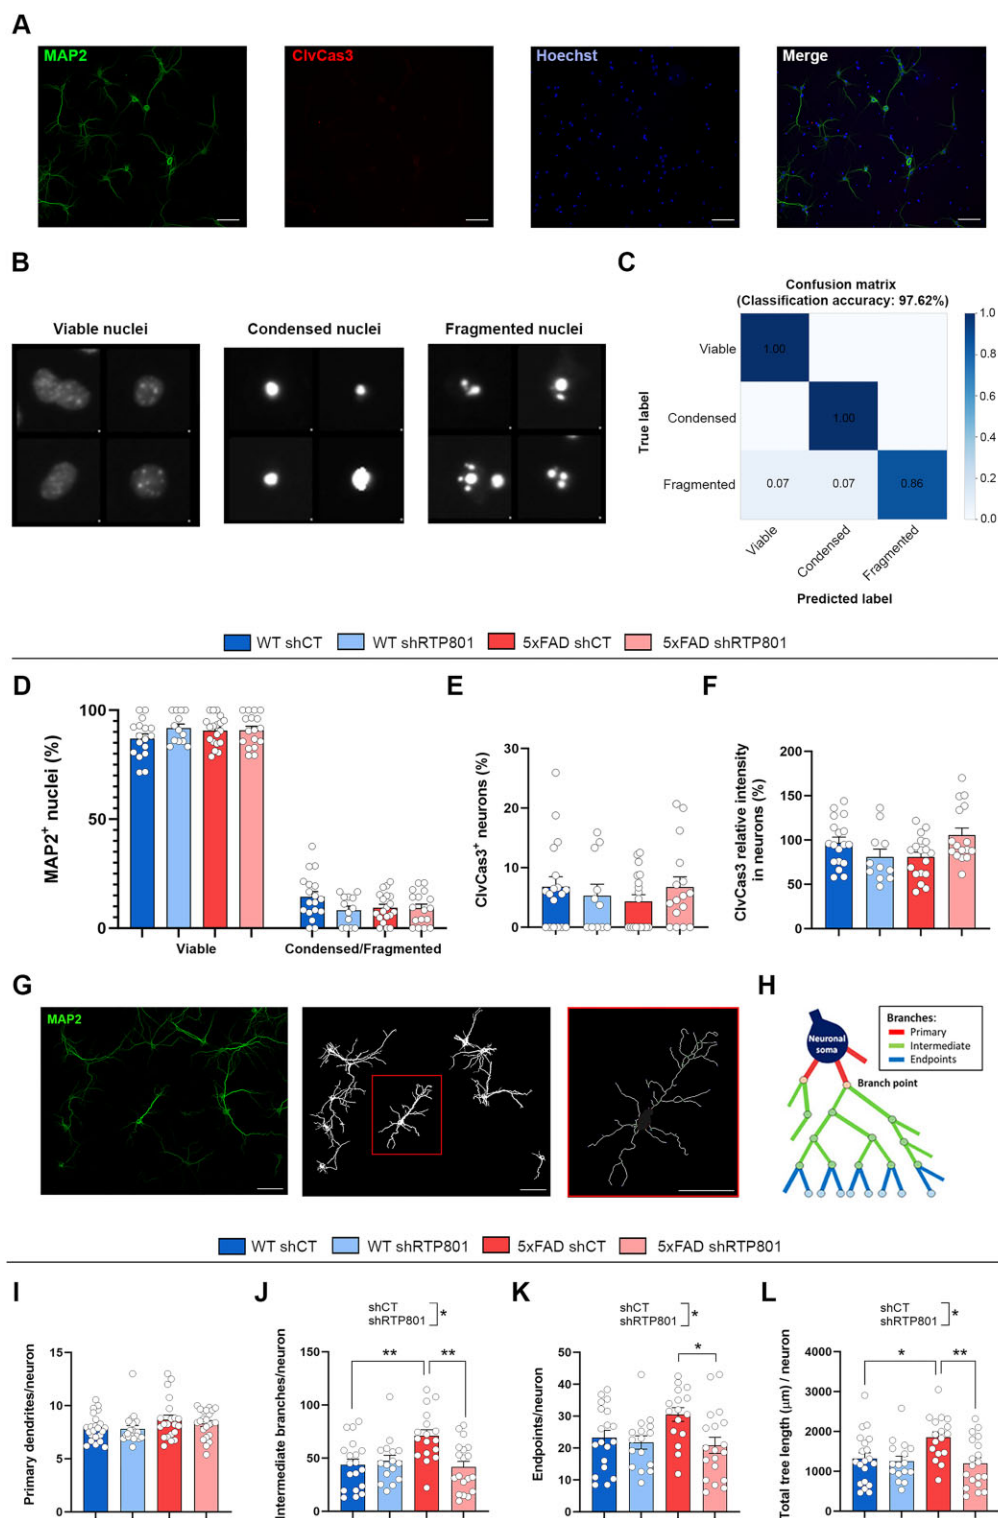 A
MAP2
ClvCas3
Hoechst
Merge
B
C
Viable nuclei
Condensed nuclei
Fragmented nuclei
Confusion matrix
(Classification accuracy: 97.62%)
True label
Viable
Condensed
Fragmented
1.00
1.00
0.07
0.07
0.86
1.0
0.8
0.6
0.4
0.2
0.0
Viable
Condensed
Fragmented
Predicted label
WT shCT
WT shRTP801
5xFAD shCT
5xFAD shRTP801
D
MAP2+ nuclei (%)
100
50
0
Viable
Condensed/Fragmented
E
ClvCas3+ neurons (%)
30
20
10
0
F
ClvCas3 relative intensity
in neurons (%)
200
150
100
50
0
G
MAP2
H
Neuronal
soma
Branches:
Primary
Intermediate
Endpoints
Branch point
WT shCT
WT shRTP801
5xFAD shCT
5xFAD shRTP801
I
Primary dendrites/neuron
15
10
5
0
J
shCT
shRTP801
*
**
**
Intermediate branches/neuron
150
100
50
0
K
shCT
shRTP801
*
*
Endpoints/neuron
50
40
30
20
10
0
L
shCT
shRTP801
*
*
**
Total tree length (μm) / neuron
4000
3000
2000
1000
0